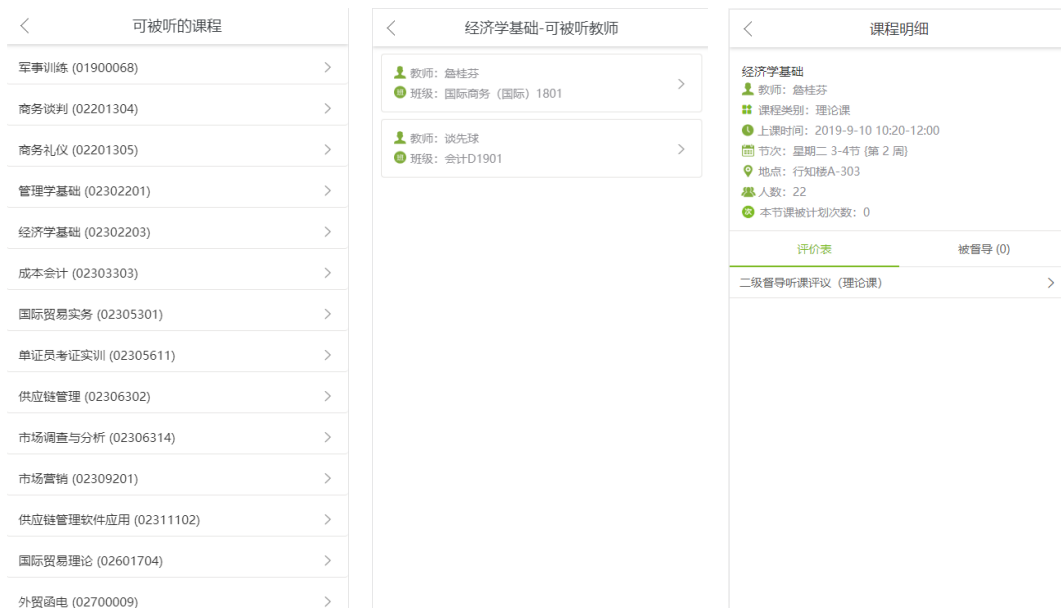 可被听的课程
军事训练 (01900068)
商务谈判 (02201304)
商务礼仪 (02201305)
管理学基础 (02302201)
经济学基础 (02302203)
成本会计 (02303303)
国际贸易实务 (02305301)
单证员考证实训 (02305611)
供应链管理 (02306302)
市场调查与分析 (02306314)
市场营销 (02309201)
供应链管理软件应用 (02311102)
国际贸易理论 (02601704)
外贸函电 (02700009)
经济学基础-可被听教师
教师：詹桂芬
班 班级：国际商务（国际）1801
教师：谈先球
班 班级：会计D1901
课程明细
经济学基础
教师：詹桂芬
课程类别：理论课
上课时间：2019-9-10 10:20-12:00
节次：星期二 3-4节 {第 2 周}
地点：行知楼A-303
人数：22
次 本节课被计划次数：0
评价表
被督导 (0)
二级督导听课评议（理论课）